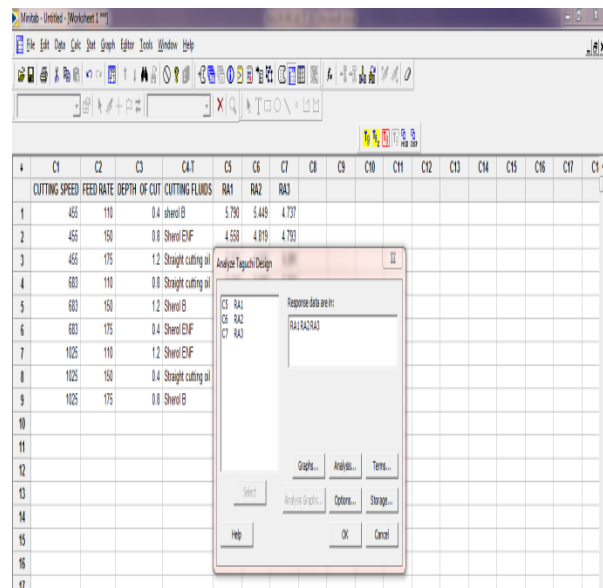 Minitab - Untitled - [Worksheet 1 ***]
File Edit Data Calc Stat Graph Editor Tools Window Help
C1 C2 C3 C4-T C5 C6 C7 C8 C9 C10 C11 C12 C13 C14 C15 C16 C17 C1
CUTTING SPEED FEED RATE DEPTH OF CUT CUTTING FLUIDS RA1 RA2 RA3
1 455 110 0.4 sherol B 5.790 5.449 4.737
2 455 150 0.8 Sherol ENF 4.558 4.819 4.793
3 455 175 1.2 Straight cutting oil
4 683 110 0.8 Straight cutting oil
5 683 150 1.2 Sherol B
6 683 175 0.4 Sherol ENF
7 1025 110 1.2 Sherol ENF
8 1025 150 0.4 Straight cutting oil
9 1025 175 0.8 Sherol B
10
11
12
13
14
15
16
17
Analyze Taguchi Design
C5 RA1
C6 RA2
C7 RA3
Response data are in:
RA1 RA2 RA3
Graphs... Analysis... Terms...
Select Analysis Graphs... Options... Storage...
Help OK Cancel